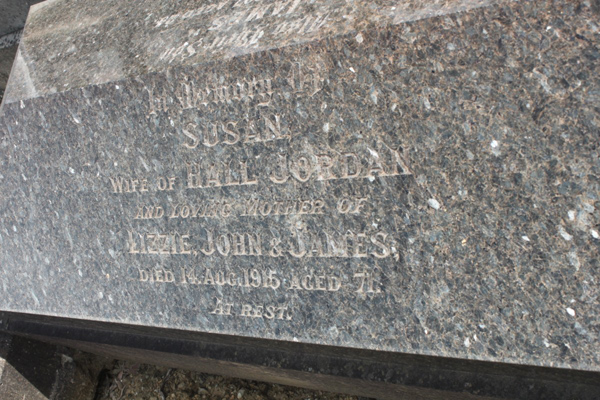 In Memory of
SUSAN,
WIFE OF HALL JORDAN
AND LOVING MOTHER OF
LIZZIE, JOHN & JAMES,
DIED 14. AUG. 1915. AGED 71.
AT REST.